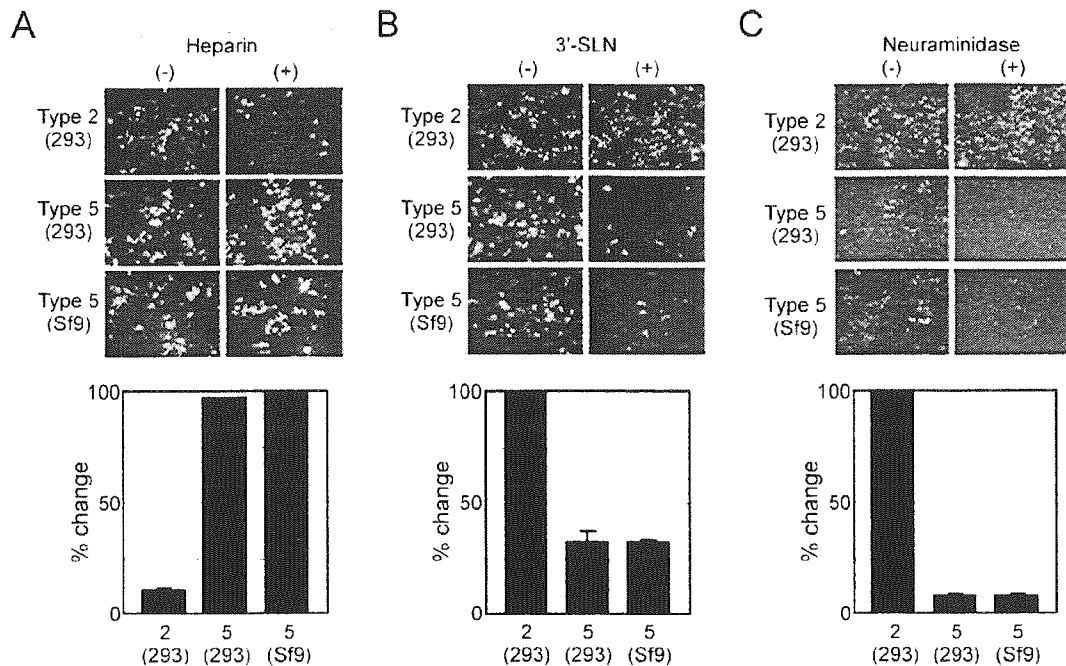 A
Heparin
(-) (+)
Type 2
(293)
Type 5
(293)
Type 5
(Sf9)
% change
100
50
0
2 5 5
(293) (293) (Sf9)
B
3'-SLN
(-) (+)
Type 2
(293)
Type 5
(293)
Type 5
(Sf9)
% change
100
50
0
2 5 5
(293) (293) (Sf9)
C
Neuraminidase
(-) (+)
Type 2
(293)
Type 5
(293)
Type 5
(Sf9)
% change
100
50
0
2 5 5
(293) (293) (Sf9)